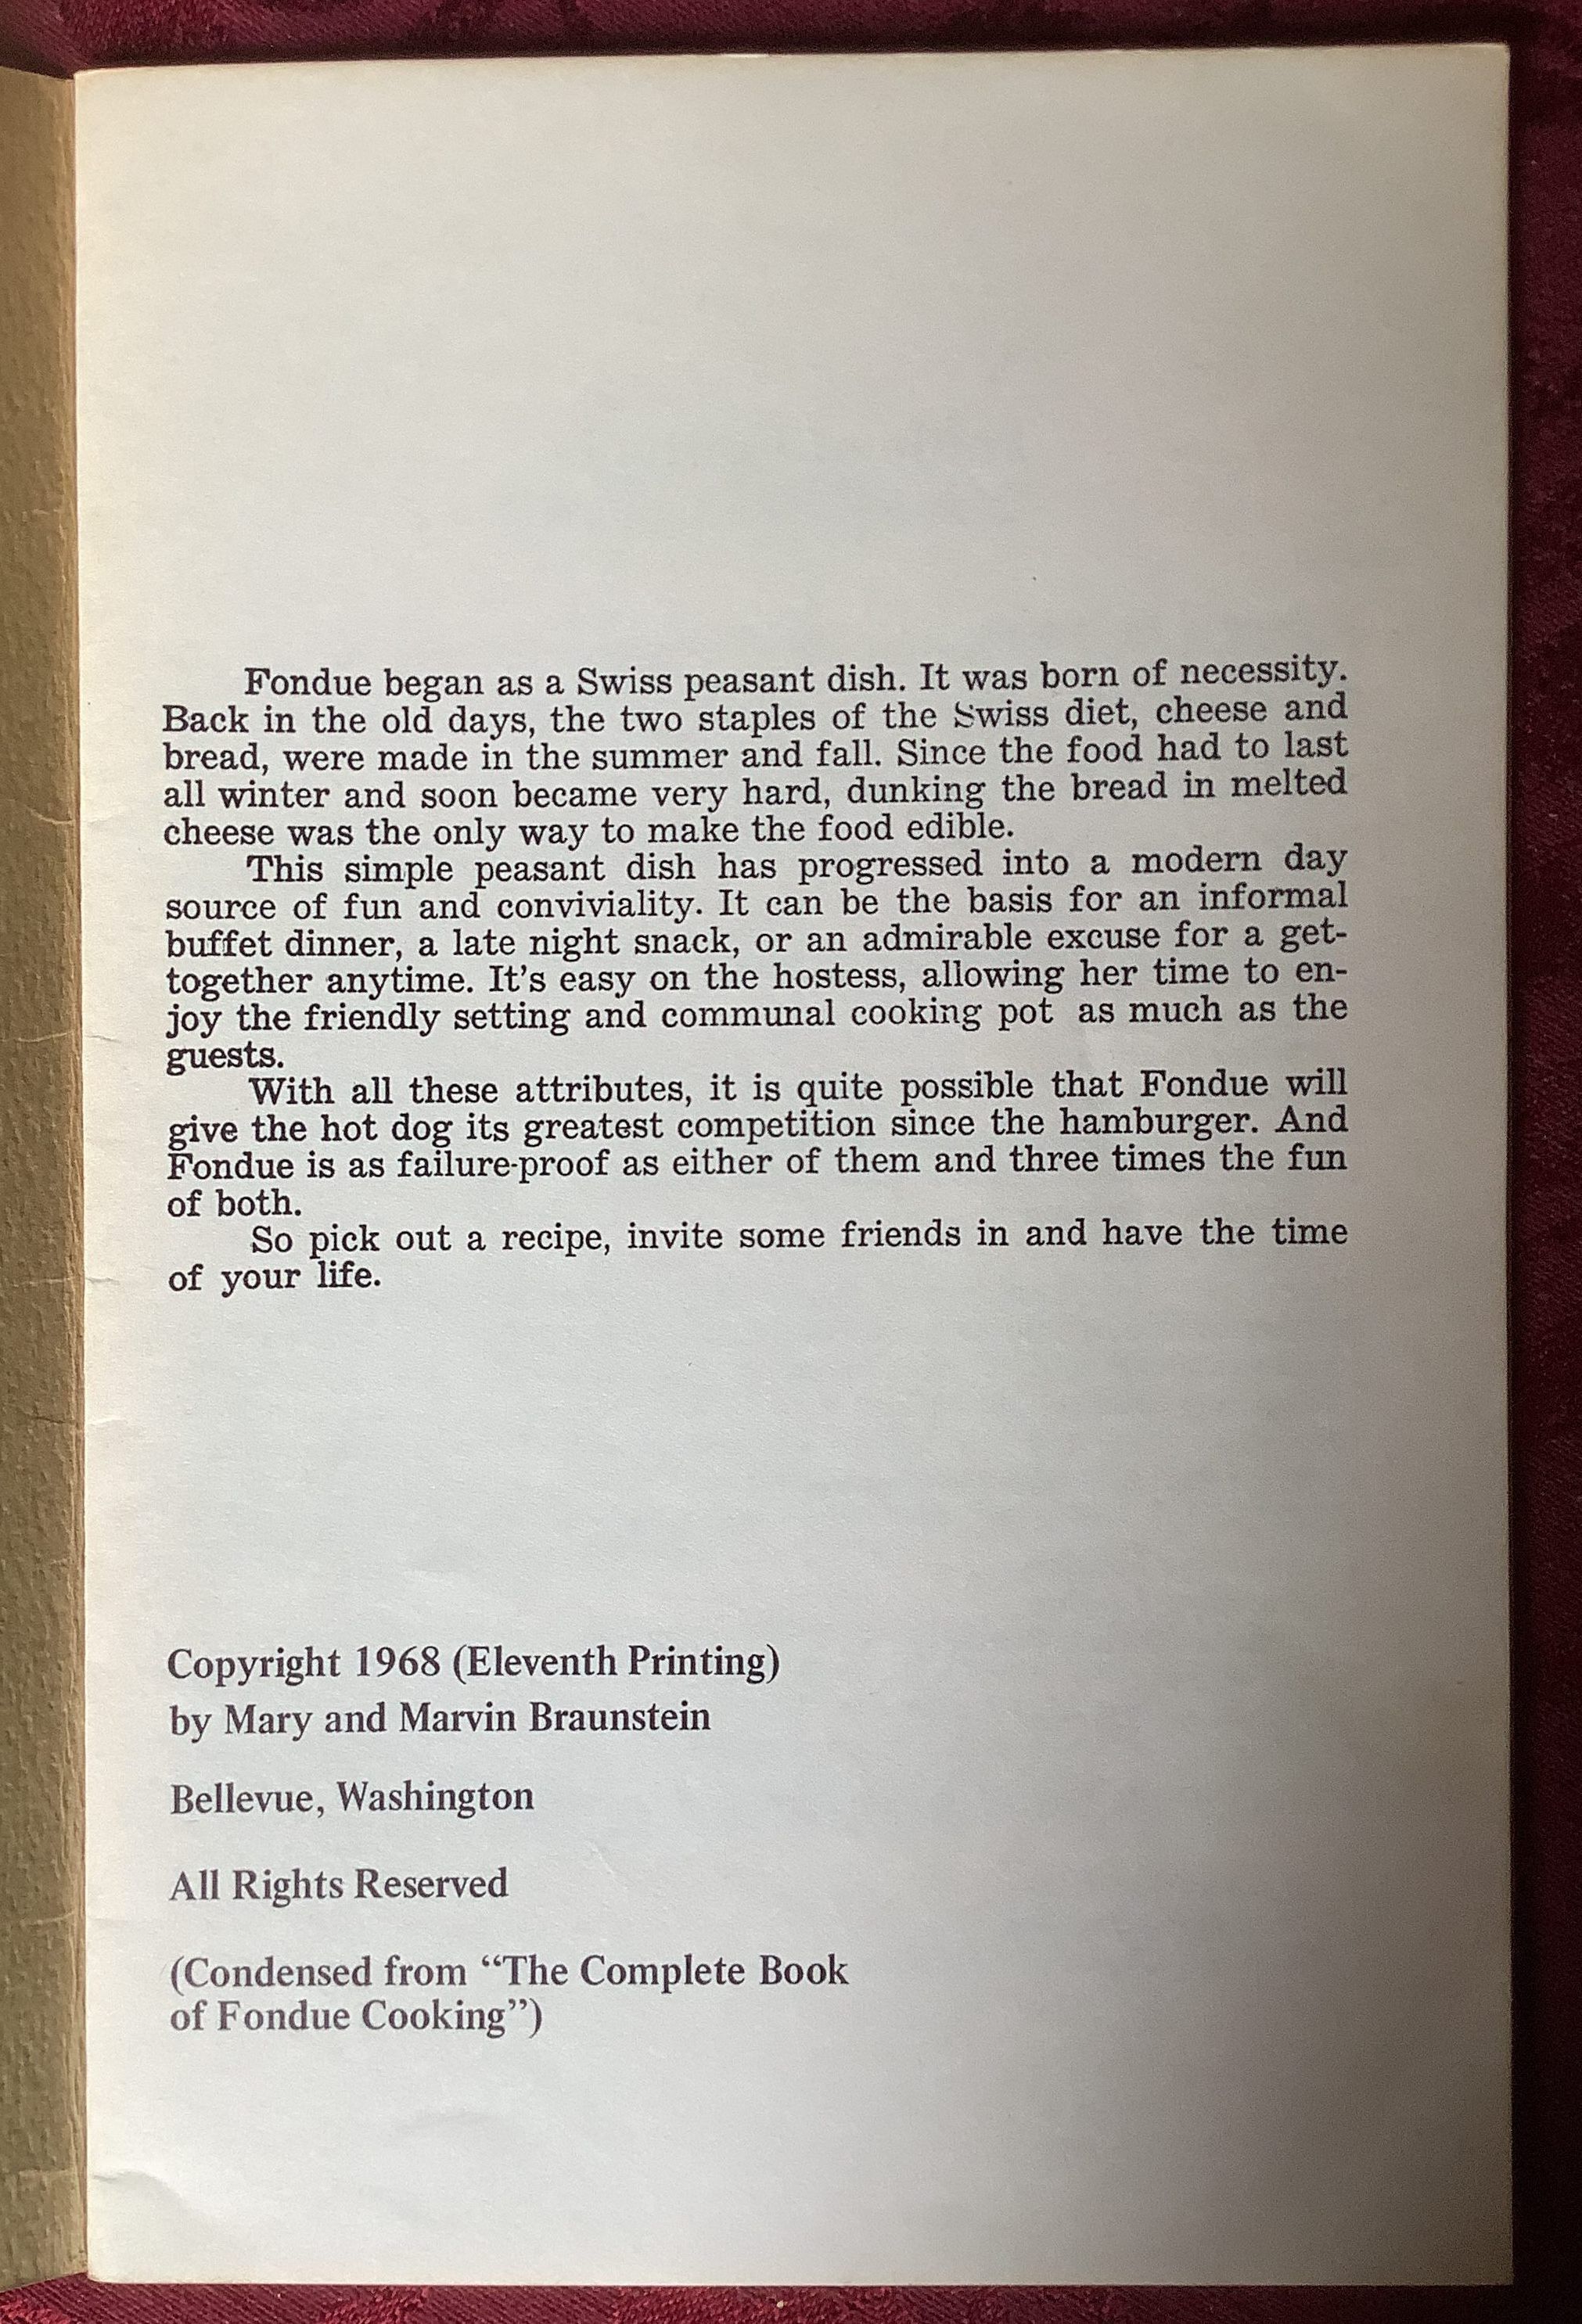 Fondue began as a Swiss peasant dish. It was born of necessity.
Back in the old days, the two staples of the Swiss diet, cheese and
bread, were made in the summer and fall. Since the food had to last
all winter and soon became very hard, dunking the bread in melted
cheese was the only way to make the food edible.
This simple peasant dish has progressed into a modern day
source of fun and conviviality. It can be the basis for an informal
buffet dinner, a late night snack, or an admirable excuse for a get-
together anytime. It's easy on the hostess, allowing her time to en-
joy the friendly setting and communal cooking pot as much as the
guests.
With all these attributes, it is quite possible that Fondue will
give the hot dog its greatest competition since the hamburger. And
Fondue is as failure-proof as either of them and three times the fun
of both.
So pick out a recipe, invite some friends in and have the time
of your life.
Copyright 1968 (Eleventh Printing)
by Mary and Marvin Braunstein
Bellevue, Washington
All Rights Reserved
(Condensed from “The Complete Book
of Fondue Cooking”)